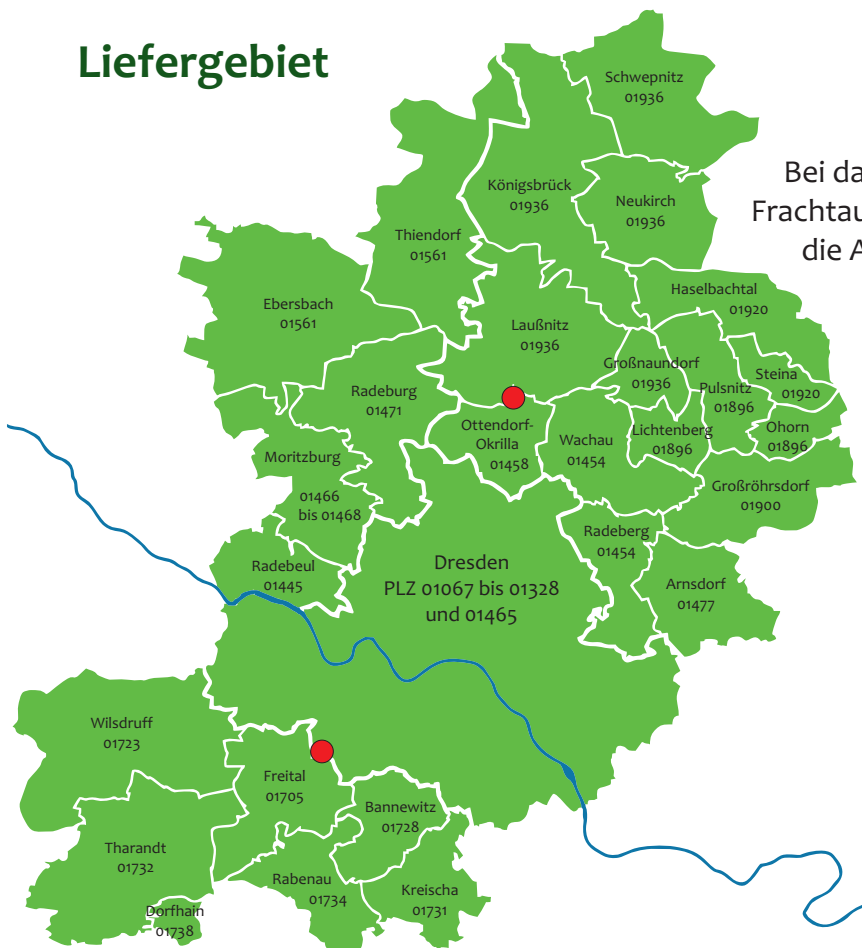 Liefergebiet
Schwepnitz
01936
Bei da
Frachtau
die A
Königsbrück
01936
Neukirch
01936
Thiendorf
01561
Haselbachtal
01920
Ebersbach
01561
Laußnitz
01936
Großnaundorf
01936
Steina
01920
Pulsnitz
01896
Radeburg
01471
Ottendorf-
Okrilla
01458
Wachau
01454
Lichtenberg
01896
Ohorn
01896
Moritzburg
01466
bis 01468
Großröhrsdorf
01900
Radeberg
01454
Radebeul
01445
Dresden
PLZ 01067 bis 01328
und 01465
Arnsdorf
01477
Wilsdruff
01723
Freital
01705
Bannewitz
01728
Tharandt
01732
Rabenau
01734
Kreischa
01731
Dorfhain
01738